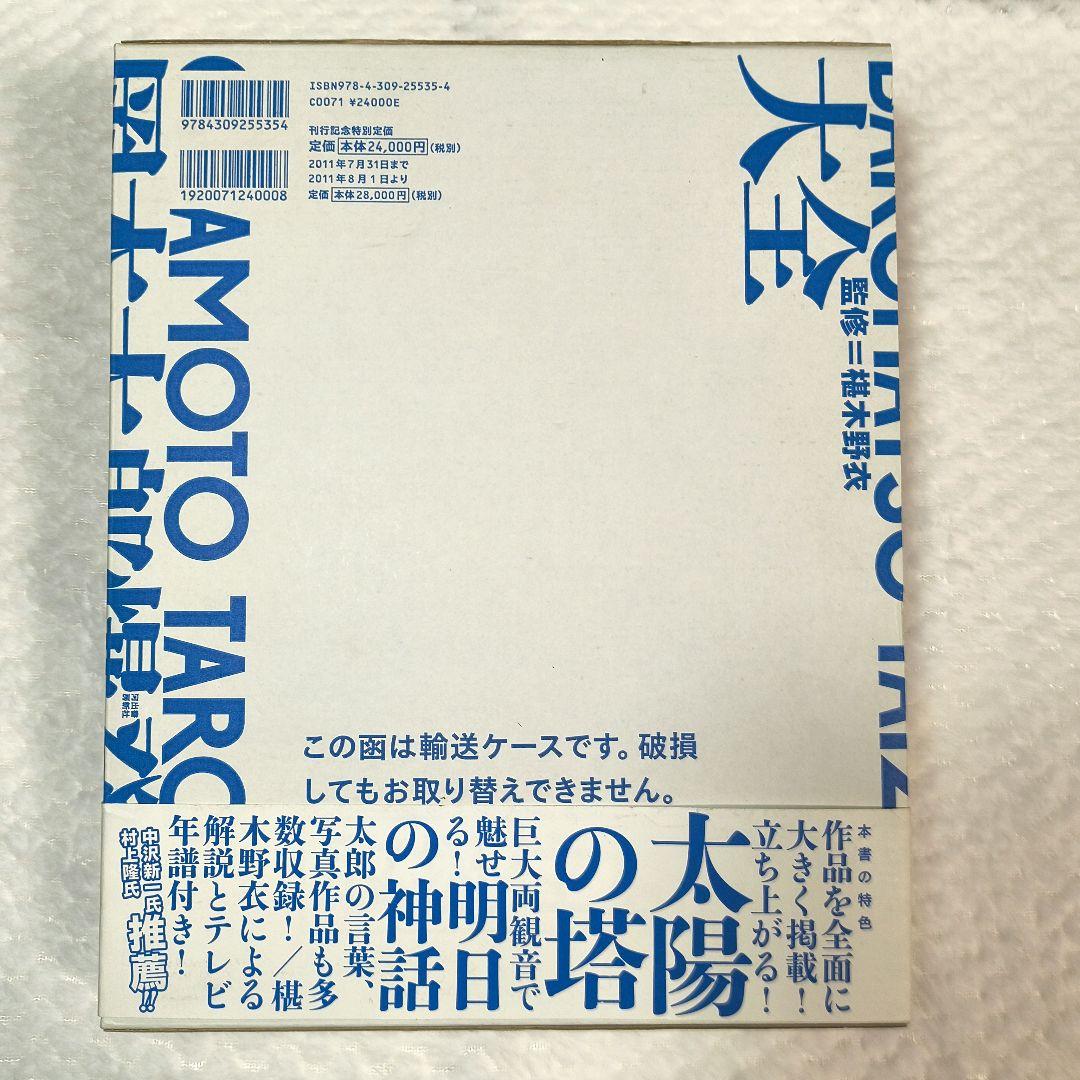 ISBN978-4-309-25535-4
C0071 ¥24000E
9784309255354
刊行記念特別定価
定価 本体24,000円(税別)
2011年7月31日まで
2011年8月1日より
定価 本体28,000円(税別)
1920071240008
大全
監修=椹木野衣
AMOTO TARO
河出書房新社
この函は輸送ケースです。破損
してもお取り替えできません。
本書の特色
作品を全面に
大きく掲載!
立ち上がる!
太陽
の塔
巨大両観音で
魅せる!
明日
の神話
太郎の言葉、
写真作品も多
数収録!/椹
木野衣による
解説とテレビ
年譜付き!
中沢新一氏
村上隆氏
推薦!!